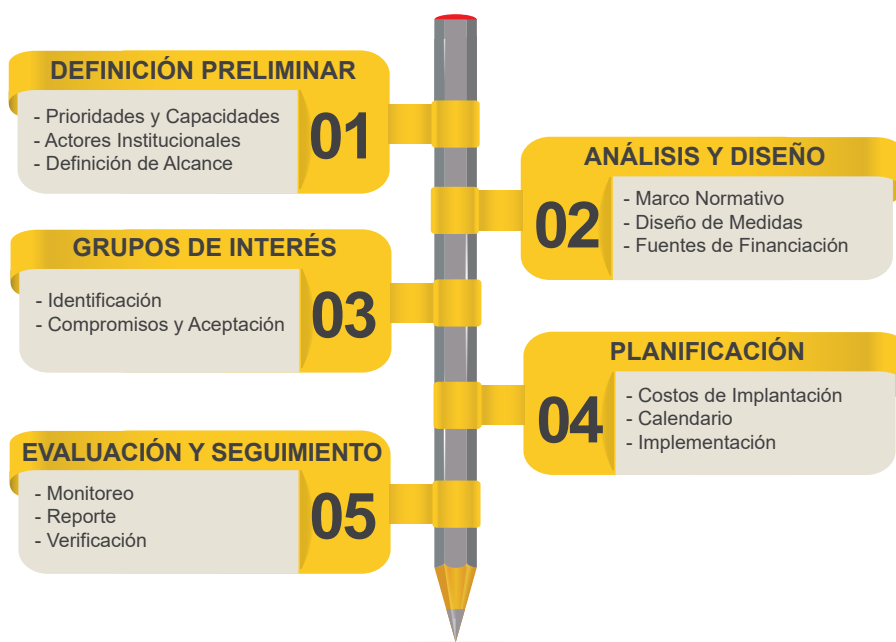 DEFINICIÓN PRELIMINAR
- Prioridades y Capacidades
- Actores Institucionales
- Definición de Alcance
01
ANÁLISIS Y DISEÑO
02
- Marco Normativo
- Diseño de Medidas
- Fuentes de Financiación
GRUPOS DE INTERÉS
- Identificación
- Compromisos y Aceptación
03
PLANIFICACIÓN
04
- Costos de Implantación
- Calendario
- Implementación
EVALUACIÓN Y SEGUIMIENTO
- Monitoreo
- Reporte
- Verificación
05